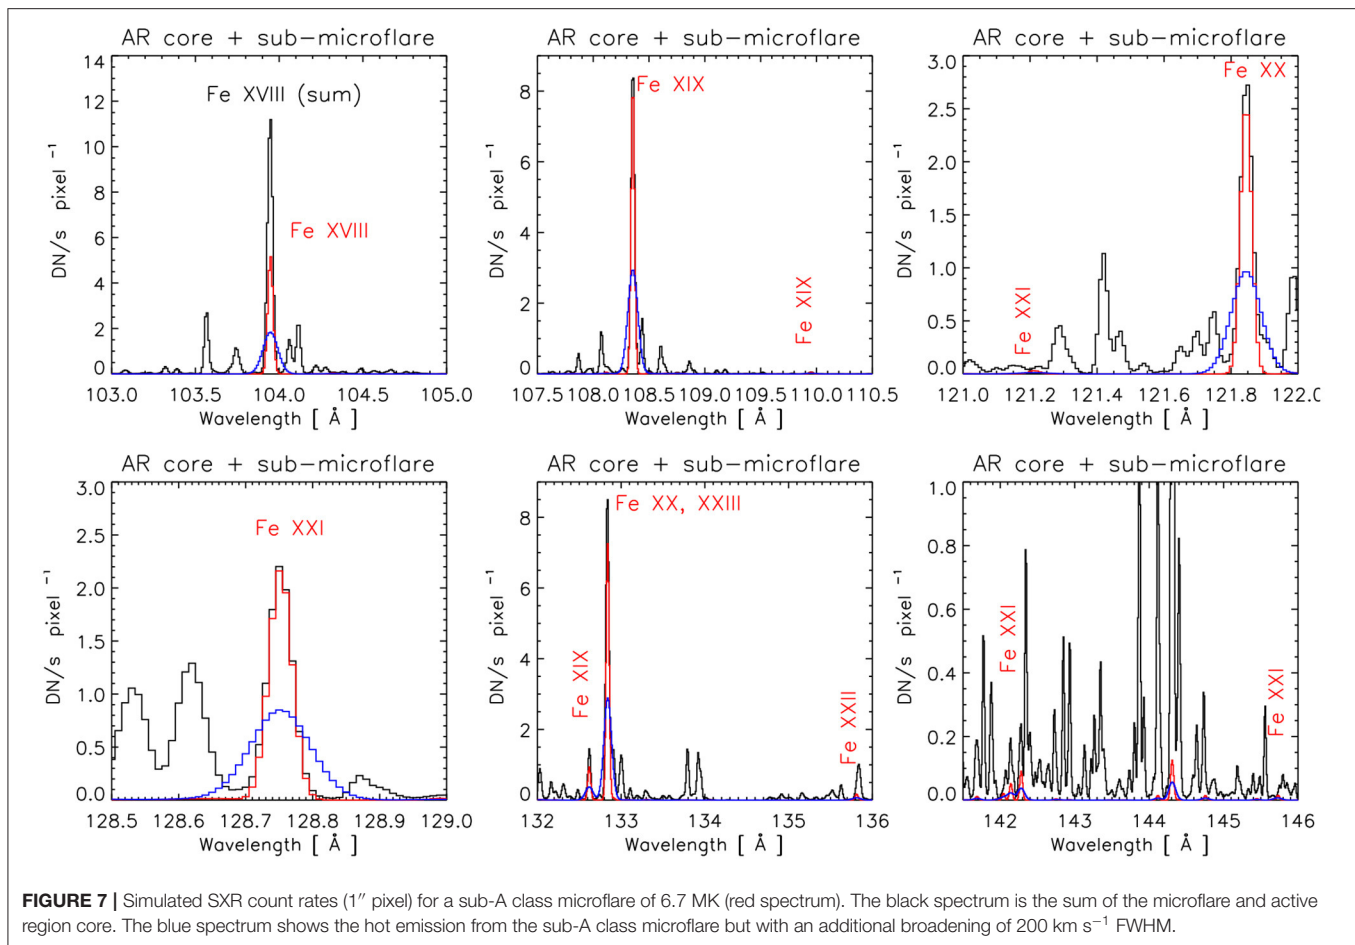 AR core + sub-microflare
14
12
10
8
6
4
2
0
DN/s pixel -1
Fe XVIII (sum)
Fe XVIII
103.0 103.5 104.0 104.5 105.0
Wavelength [ Å ]
AR core + sub-microflare
8
6
4
2
0
DN/s pixel -1
Fe XIX
Fe XIX
107.5 108.0 108.5 109.0 109.5 110.0 110.5
Wavelength [ Å ]
AR core + sub-microflare
3.0
2.5
2.0
1.5
1.0
0.5
0.0
DN/s pixel -1
Fe XX
Fe XXI
121.0 121.2 121.4 121.6 121.8 122.0
Wavelength [ Å ]
AR core + sub-microflare
3.0
2.5
2.0
1.5
1.0
0.5
0.0
DN/s pixel -1
Fe XXI
128.5 128.6 128.7 128.8 128.9 129.0
Wavelength [ Å ]
AR core + sub-microflare
8
6
4
2
0
DN/s pixel -1
Fe XX, XXIII
Fe XIX
Fe XXII
132 133 134 135 136
Wavelength [ Å ]
AR core + sub-microflare
1.0
0.8
0.6
0.4
0.2
0.0
DN/s pixel -1
Fe XXI
Fe XXI
142 143 144 145 146
Wavelength [ Å ]
FIGURE 7 | Simulated SXR count rates (1″ pixel) for a sub-A class microflare of 6.7 MK (red spectrum). The black spectrum is the sum of the microflare and active
region core. The blue spectrum shows the hot emission from the sub-A class microflare but with an additional broadening of 200 km s−1 FWHM.